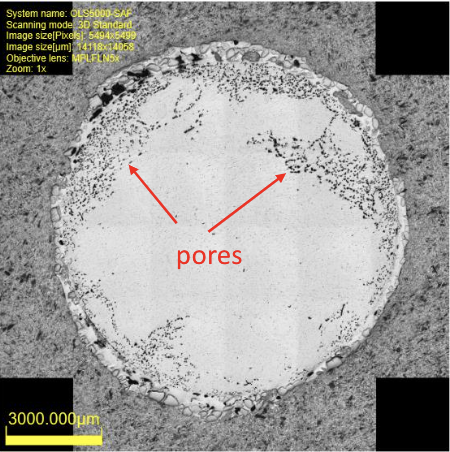 System name: OLS5000-SAF
Scanning mode: 3D Standard
Image size[Pixels]: 5494x5499
Image size[µm]: 14118x14058
Objective lens: MPLFLN5x
Zoom: 1x
pores
3000.000µm